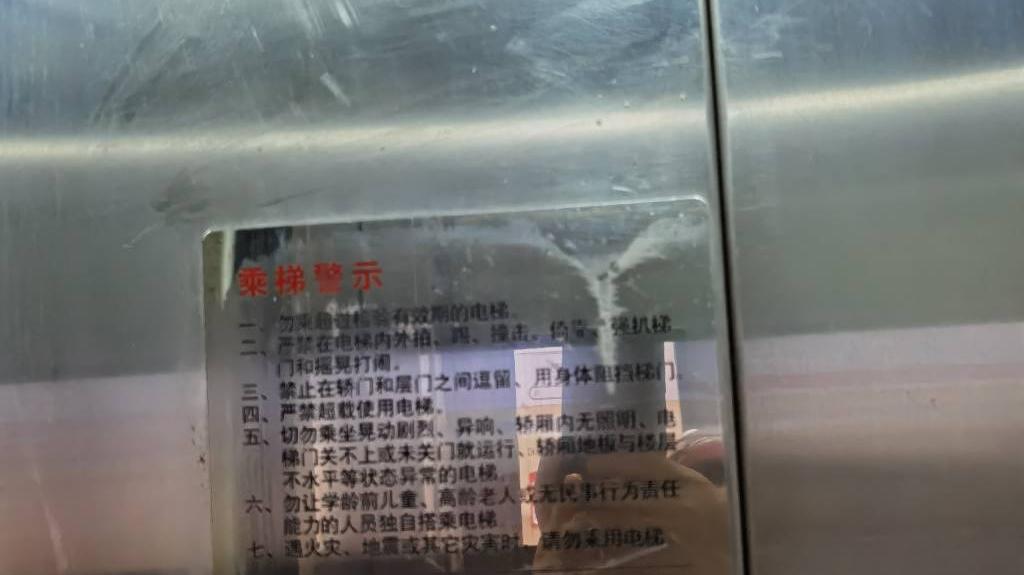 乘梯警示
一、勿乘超过检验有效期的电梯。
二、严禁在电梯内外拍、踢、撞击、倚靠、强扒梯
门和摇晃打闹。
三、禁止在轿门和层门之间逗留、用身体阻挡梯门。
四、严禁超载使用电梯。
五、切勿乘坐晃动剧烈、异响、轿厢内无照明、电
梯门关不上或未关门就运行、轿厢地板与楼层
不水平等状态异常的电梯。
六、勿让学龄前儿童、高龄老人或无民事行为责任
能力的人员独自搭乘电梯
七、遇火灾、地震或其它灾害时，请勿乘用电梯